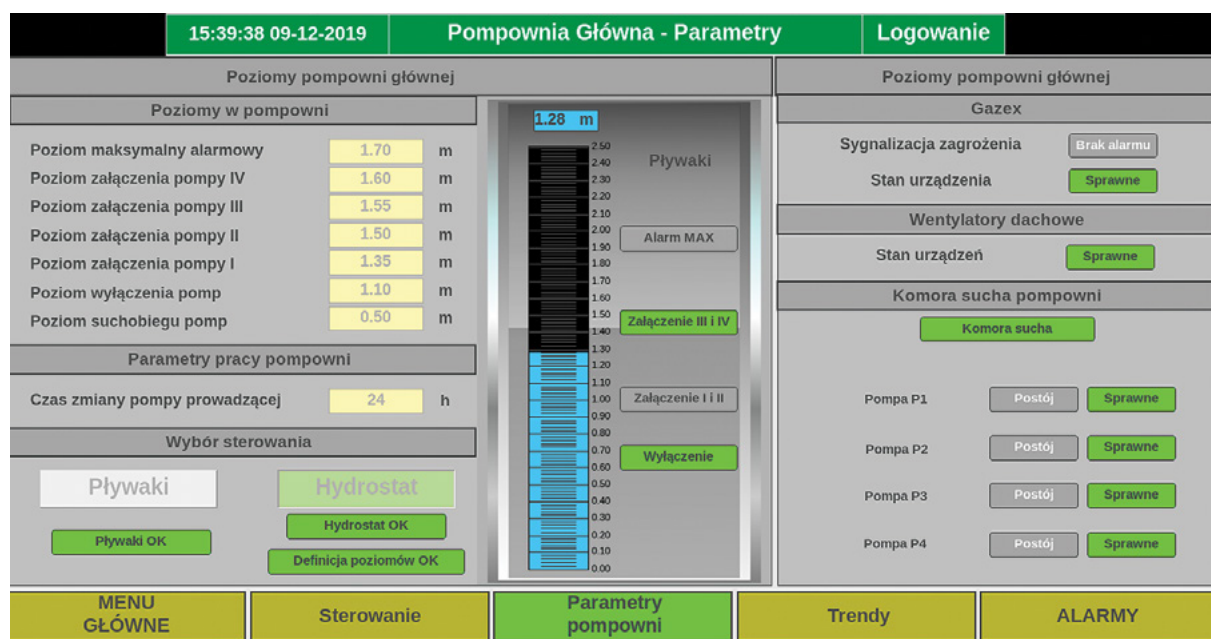 15:39:38 09-12-2019
Pompownia Główna - Parametry
Logowanie
Poziomy pompowni głównej
Poziomy w pompowni
Poziom maksymalny alarmowy 1.70 m
Poziom załączenia pompy IV 1.60 m
Poziom załączenia pompy III 1.55 m
Poziom załączenia pompy II 1.50 m
Poziom załączenia pompy I 1.35 m
Poziom wyłączenia pomp 1.10 m
Poziom suchobiegu pomp 0.50 m
Parametry pracy pompowni
Czas zmiany pompy prowadzącej 24 h
Wybór sterowania
Pływaki Hydrostat
Pływaki OK
Hydrostat OK
Definicja poziomów OK
1.28 m
2.50
2.40
2.30
2.20
2.10
2.00
1.90
1.80
1.70
1.60
1.50
1.40
1.30
1.20
1.10
1.00
0.90
0.80
0.70
0.60
0.50
0.40
0.30
0.20
0.10
0.00
Pływaki
Alarm MAX
Załączenie III i IV
Załączenie I i II
Wyłączenie
Poziomy pompowni głównej
Gazex
Sygnalizacja zagrożenia Brak alarmu
Stan urządzenia Sprawne
Wentylatory dachowe
Stan urządzeń Sprawne
Komora sucha pompowni
Komora sucha
Pompa P1 Postój Sprawne
Pompa P2 Postój Sprawne
Pompa P3 Postój Sprawne
Pompa P4 Postój Sprawne
MENU
GŁÓWNE
Sterowanie
Parametry
pompowni
Trendy
ALARMY